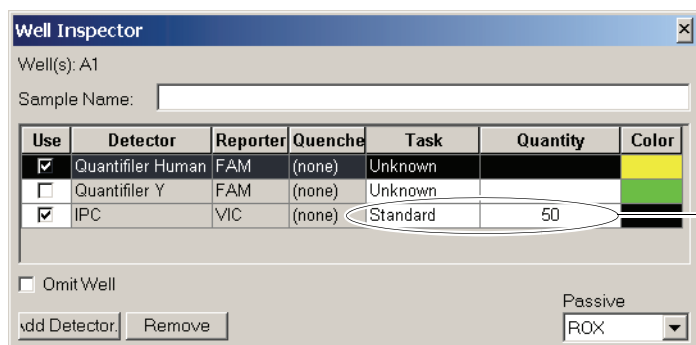 Well Inspector
Well(s): A1
Sample Name:
Use Detector Reporter Quenche Task Quantity Color
Quantifiler Human FAM (none) Unknown
Quantifiler Y FAM (none) Unknown
IPC VIC (none) Standard 50
Omit Well
Passive
dd Detector. Remove ROX